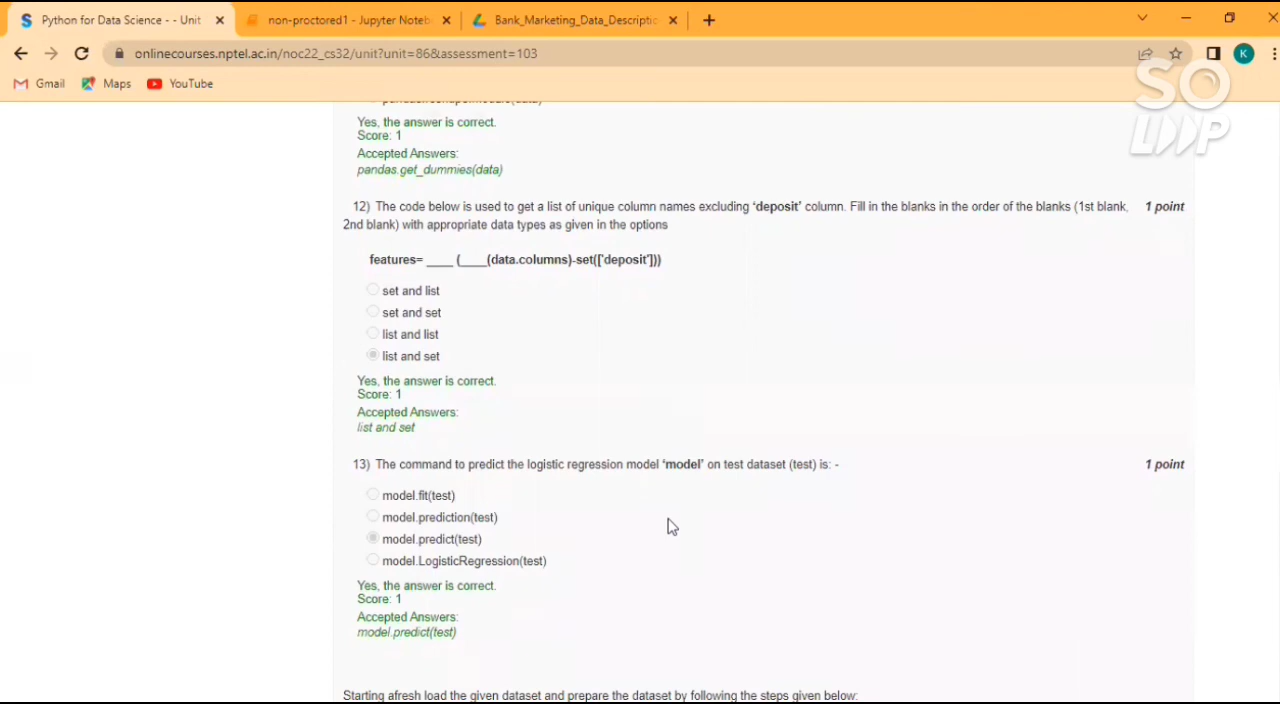 Python for Data Science - - Unit
non-proctored1 - Jupyter Noteb
Bank_Marketing_Data_Descriptic
onlinecourses.nptel.ac.in/noc22_cs32/unit?unit=86&assessment=103
K
Gmail
Maps
YouTube
SO
LOOP
Yes, the answer is correct.
Score: 1
Accepted Answers:
pandas.get_dummies(data)
12) The code below is used to get a list of unique column names excluding ‘deposit’ column. Fill in the blanks in the order of the blanks (1st blank, 1 point
2nd blank) with appropriate data types as given in the options
features= ____ (____(data.columns)-set(['deposit']))
set and list
set and set
list and list
list and set
Yes, the answer is correct.
Score: 1
Accepted Answers:
list and set
13) The command to predict the logistic regression model ‘model’ on test dataset (test) is: - 1 point
model.fit(test)
model.prediction(test)
model.predict(test)
model.LogisticRegression(test)
Yes, the answer is correct.
Score: 1
Accepted Answers:
model.predict(test)
Starting afresh load the given dataset and prepare the dataset by following the steps given below: